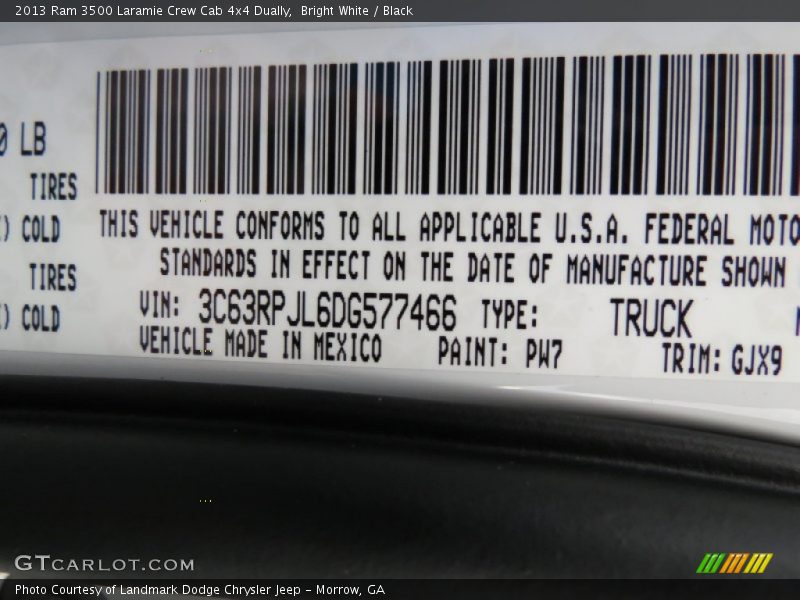 2013 Ram 3500 Laramie Crew Cab 4x4 Dually,  Bright White / Black
LB
TIRES
COLD
TIRES
COLD
THIS VEHICLE CONFORMS TO ALL APPLICABLE U.S.A. FEDERAL MOTO
STANDARDS IN EFFECT ON THE DATE OF MANUFACTURE SHOWN
VIN: 3C63RPJL6DG577466 TYPE: TRUCK
VEHICLE MADE IN MEXICO PAINT: PW7 TRIM: GJX9
GTCARLOT.COM
Photo Courtesy of Landmark Dodge Chrysler Jeep – Morrow, GA